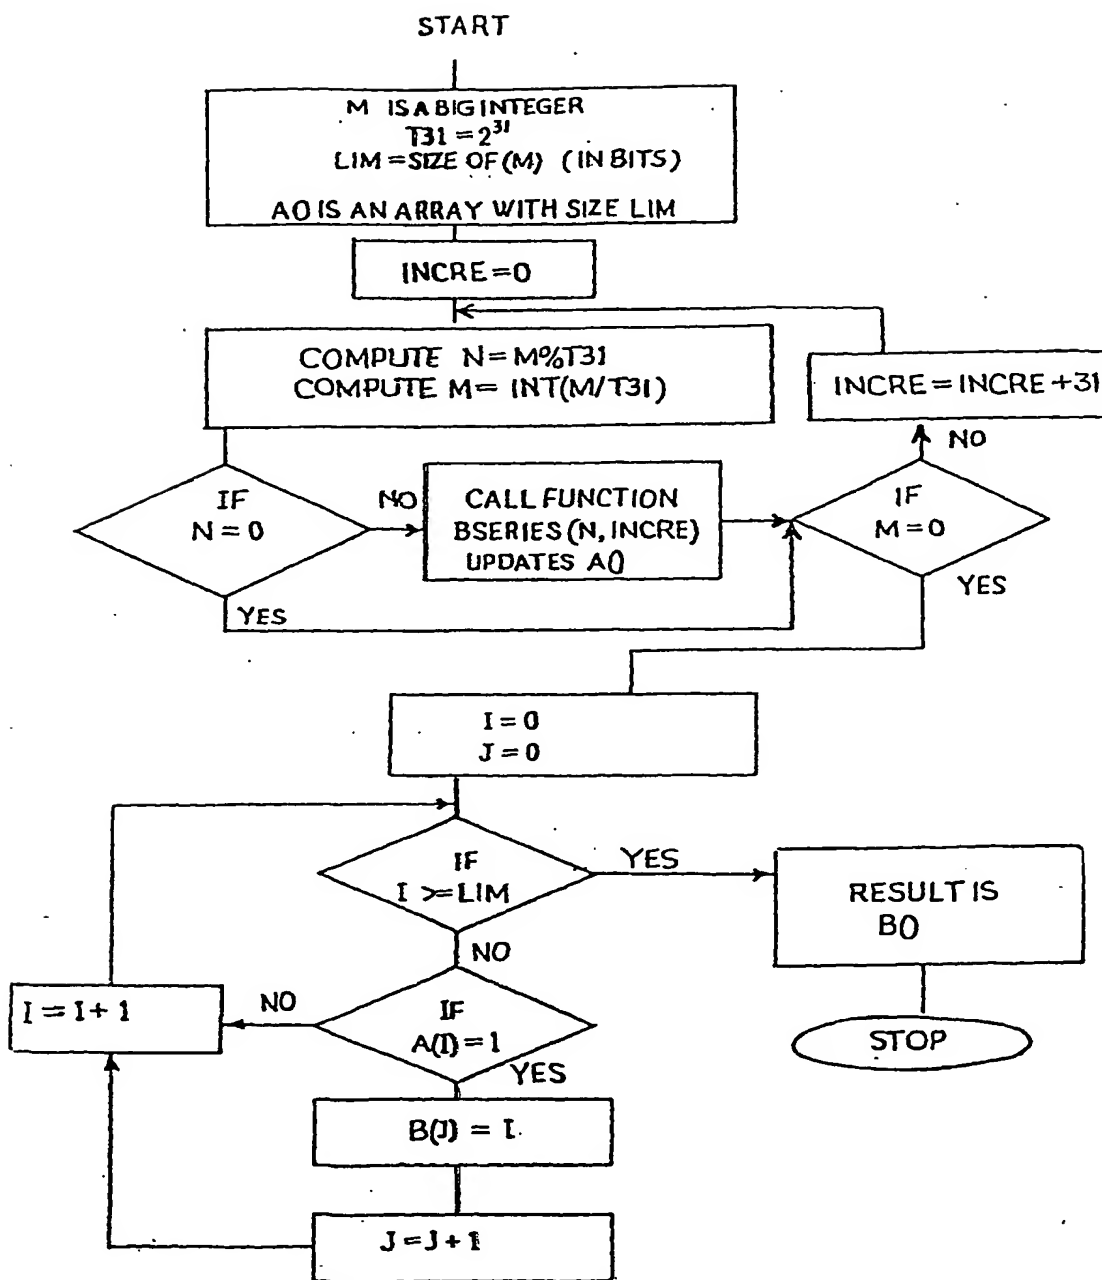 START
M IS A BIG INTEGER
T31 = 2³¹
LIM = SIZE OF (M) (IN BITS)
A() IS AN ARRAY WITH SIZE LIM
INCRE = 0
COMPUTE N = M%T31
COMPUTE M = INT(M/T31)
INCRE = INCRE + 31
NO
IF
N = 0
NO
CALL FUNCTION
BSERIES (N, INCRE)
UPDATES A()
IF
M = 0
YES
YES
I = 0
J = 0
IF
I >= LIM
YES
RESULT IS
B()
NO
I = I + 1
NO
IF
A(I) = 1
YES
STOP
B(J) = I
J = J + 1